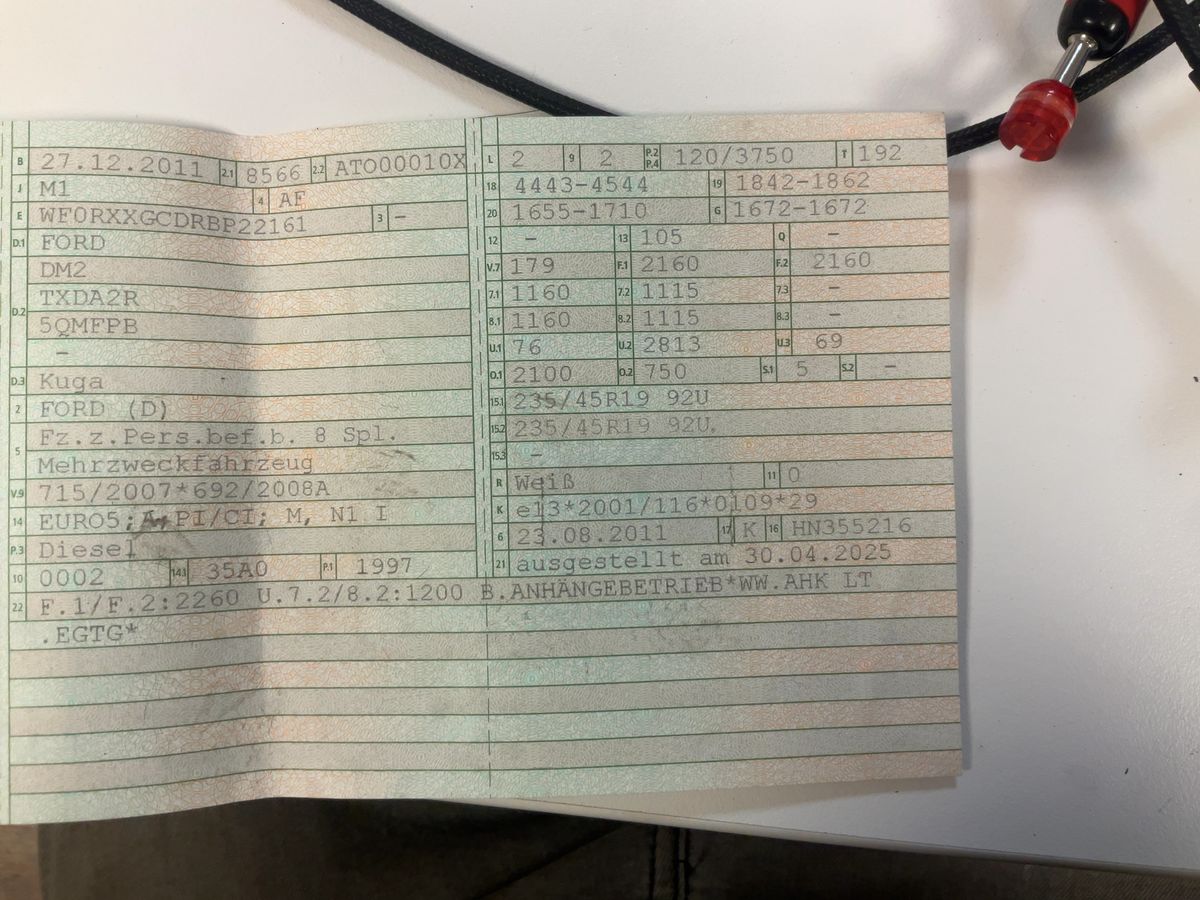 B 27.12.2011 2.1 8566 2.2 ATO00010X
J M1 4 AF
E WF0RXXGCDRBP22161 3 –
D.1 FORD
DM2
D.2 TXDA2R
5QMFPB
–
D.3 Kuga
2 FORD (D)
5 Fz.z.Pers.bef.b. 8 Spl.
Mehrzweckfahrzeug
V.9 715/2007*692/2008A
14 EURO5; A, PI/CI; M, N1 I
P.3 Diesel
10 0002 14.1 35A0 P.1 1997
L 2 9 2 P.2 P.4 120/3750 T 192
18 4443-4544 19 1842-1862
20 1655-1710 G 1672-1672
12 – 13 105 Q –
V.7 179 F.1 2160 F.2 2160
7.1 1160 7.2 1115 7.3 –
8.1 1160 8.2 1115 8.3 –
U.1 76 U.2 2813 U.3 69
O.1 2100 O.2 750 S.1 5 S.2 –
15.1 235/45R19 92U
15.2 235/45R19 92U
15.3 –
R Weiß 11 0
K e13*2001/116*0109*29
6 23.08.2011 17 K 16 HN355216
21 ausgestellt am 30.04.2025
22 F.1/F.2:2260 U.7.2/8.2:1200 B.ANHÄNGEBETRIEB*WW.AHK LT
.EGTG*